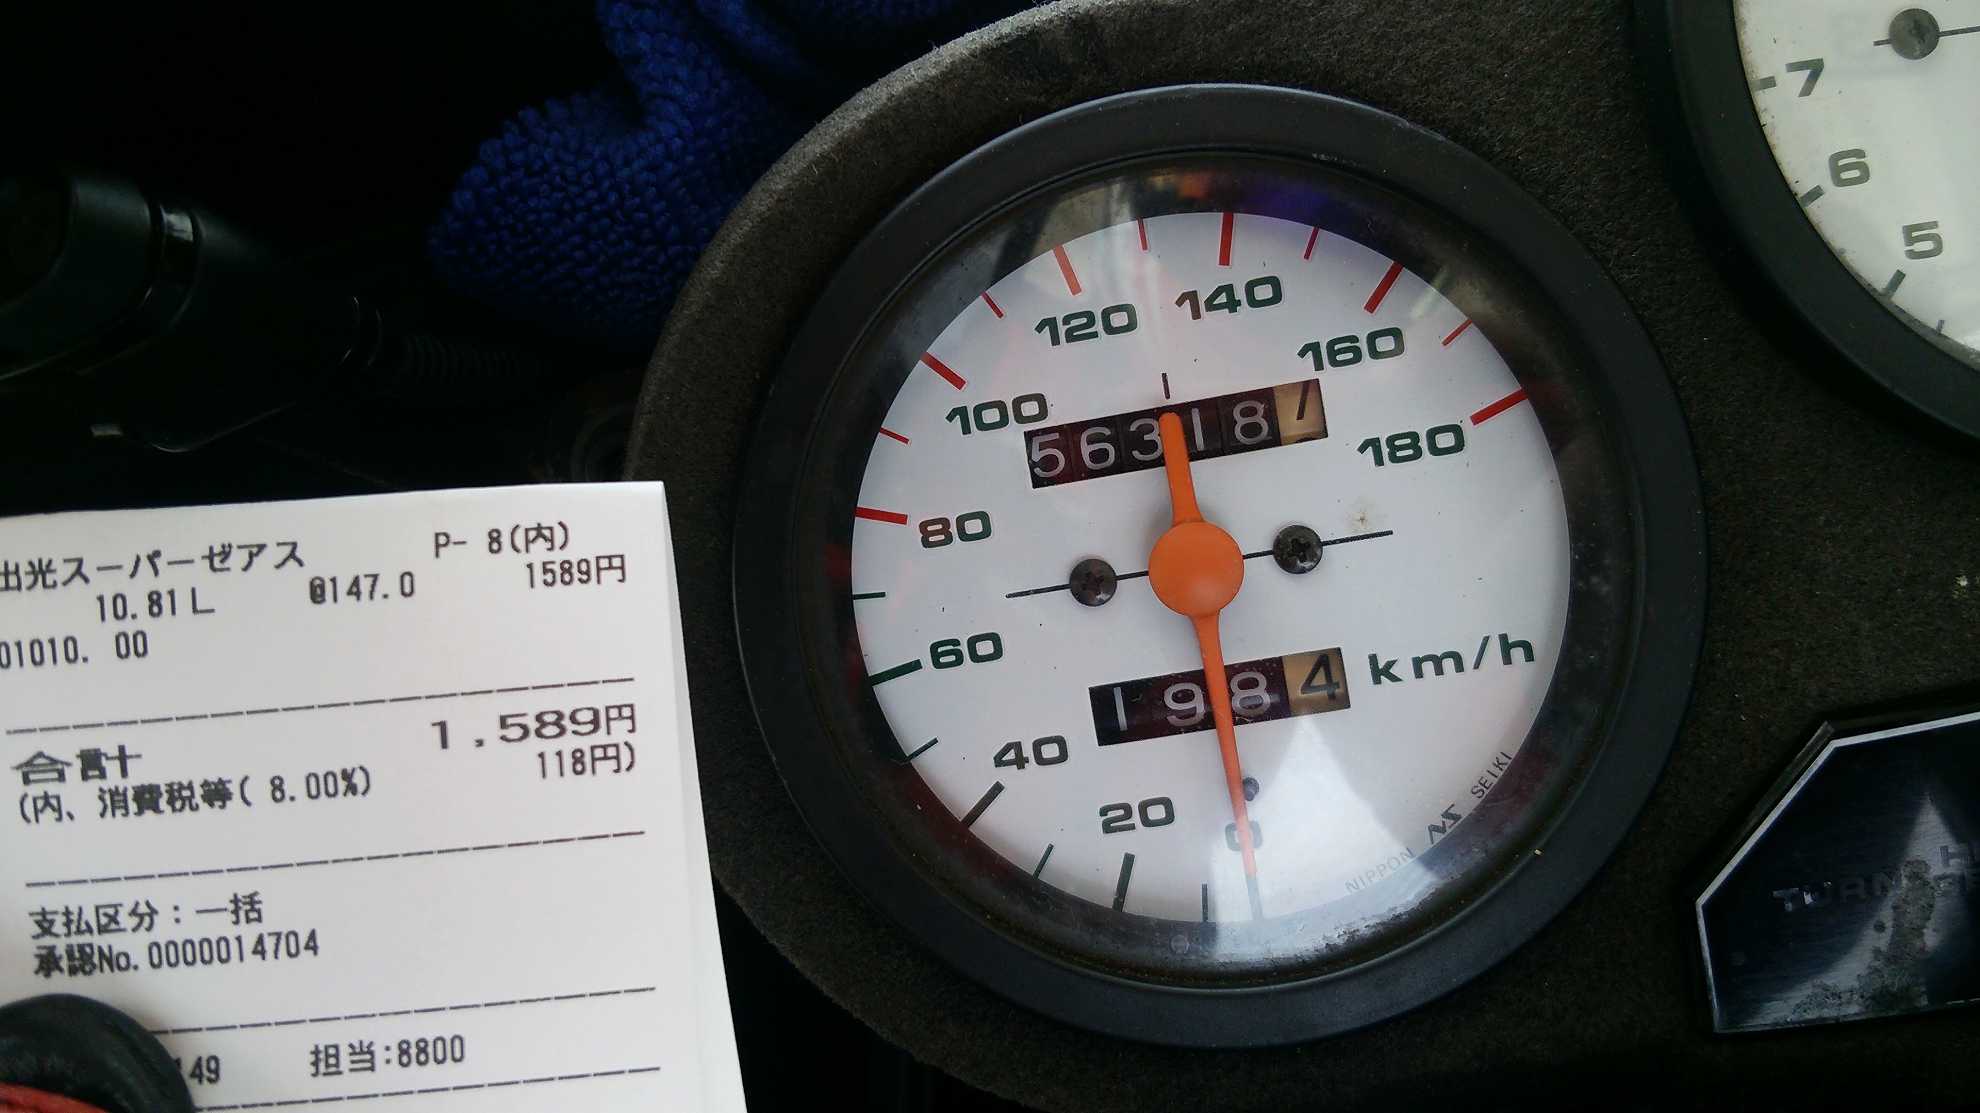 出光スーパーゼアス P- 8(内)
10.81L @147.0 1589円
01010. 00
合計 1,589円
(内、消費税等( 8.00%) 118円)
支払区分：一括
承認No.0000014704
149 担当:8800
0
20
40
60
80
100
120
140
160
180
563187
1984
km/h
NIPPON SEIKI
7
6
5
TURN